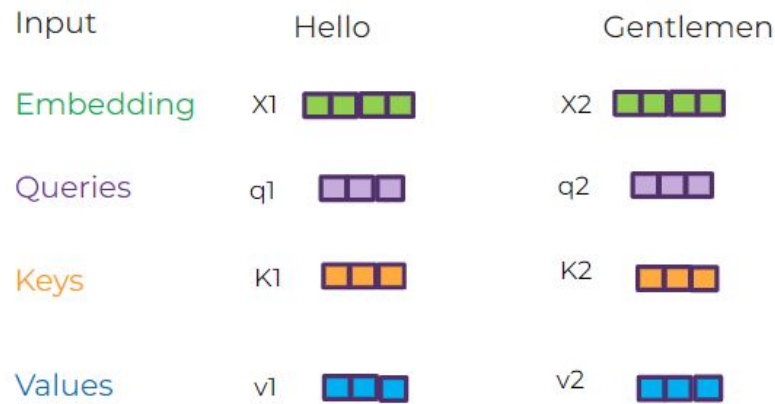 Input Hello Gentlemen
Embedding X1 X2
Queries q1 q2
Keys K1 K2
Values v1 v2